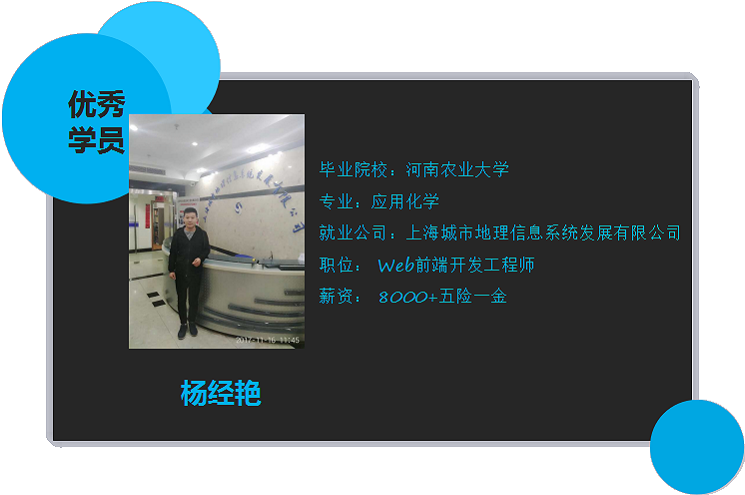 优秀
学员
毕业院校：河南农业大学
专业：应用化学
就业公司：上海城市地理信息系统发展有限公司
职位： Web前端开发工程师
薪资： 8000+五险一金
2017-11-16 11:45
杨经艳